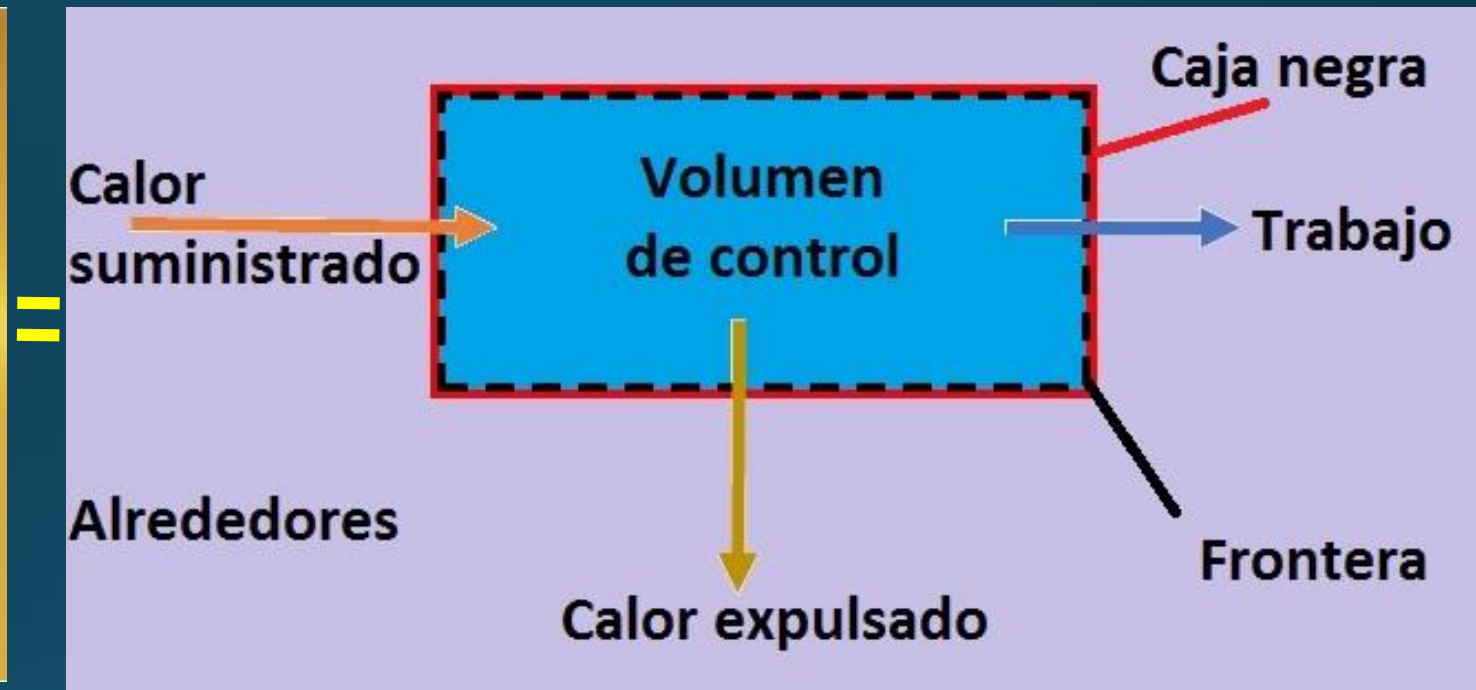 Caja negra
Calor
suministrado
Volumen
de control
Trabajo
=
Alrededores
Frontera
Calor expulsado